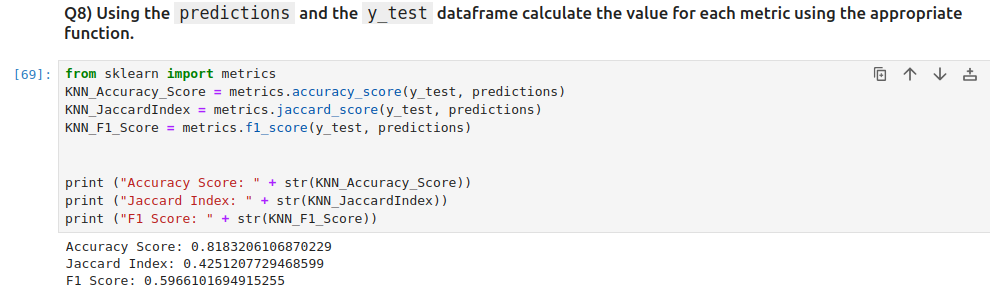 Q8) Using the predictions and the y_test dataframe calculate the value for each metric using the appropriate
function.
[69]: from sklearn import metrics
KNN_Accuracy_Score = metrics.accuracy_score(y_test, predictions)
KNN_JaccardIndex = metrics.jaccard_score(y_test, predictions)
KNN_F1_Score = metrics.f1_score(y_test, predictions)
print ("Accuracy Score: " + str(KNN_Accuracy_Score))
print ("Jaccard Index: " + str(KNN_JaccardIndex))
print ("F1 Score: " + str(KNN_F1_Score))
Accuracy Score: 0.8183206106870229
Jaccard Index: 0.4251207729468599
F1 Score: 0.5966101694915255